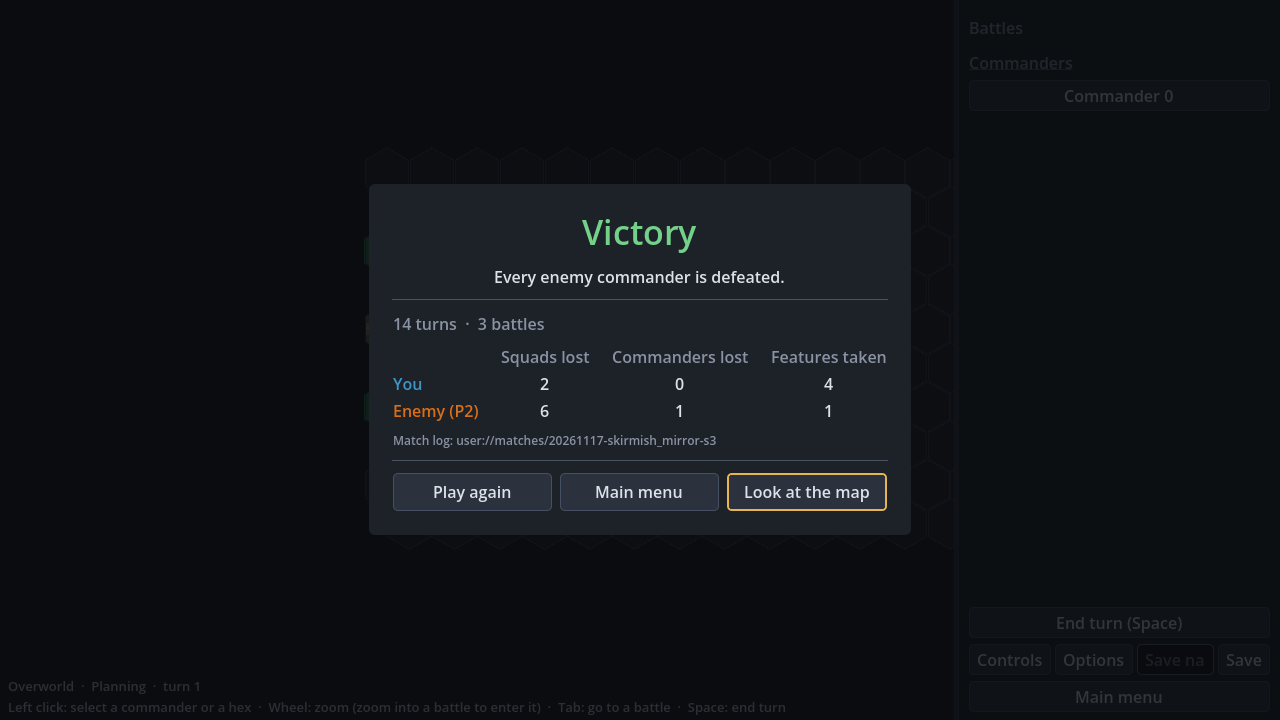 Battles
Commanders
Commander 0
Victory
Every enemy commander is defeated.
14 turns · 3 battles
Squads lost Commanders lost Features taken
You 2 0 4
Enemy (P2) 6 1 1
Match log: user://matches/20261117-skirmish_mirror-s3
Play again Main menu Look at the map
End turn (Space)
Controls Options Save na Save
Main menu
Overworld · Planning · turn 1
Left click: select a commander or a hex · Wheel: zoom (zoom into a battle to enter it) · Tab: go to a battle · Space: end turn